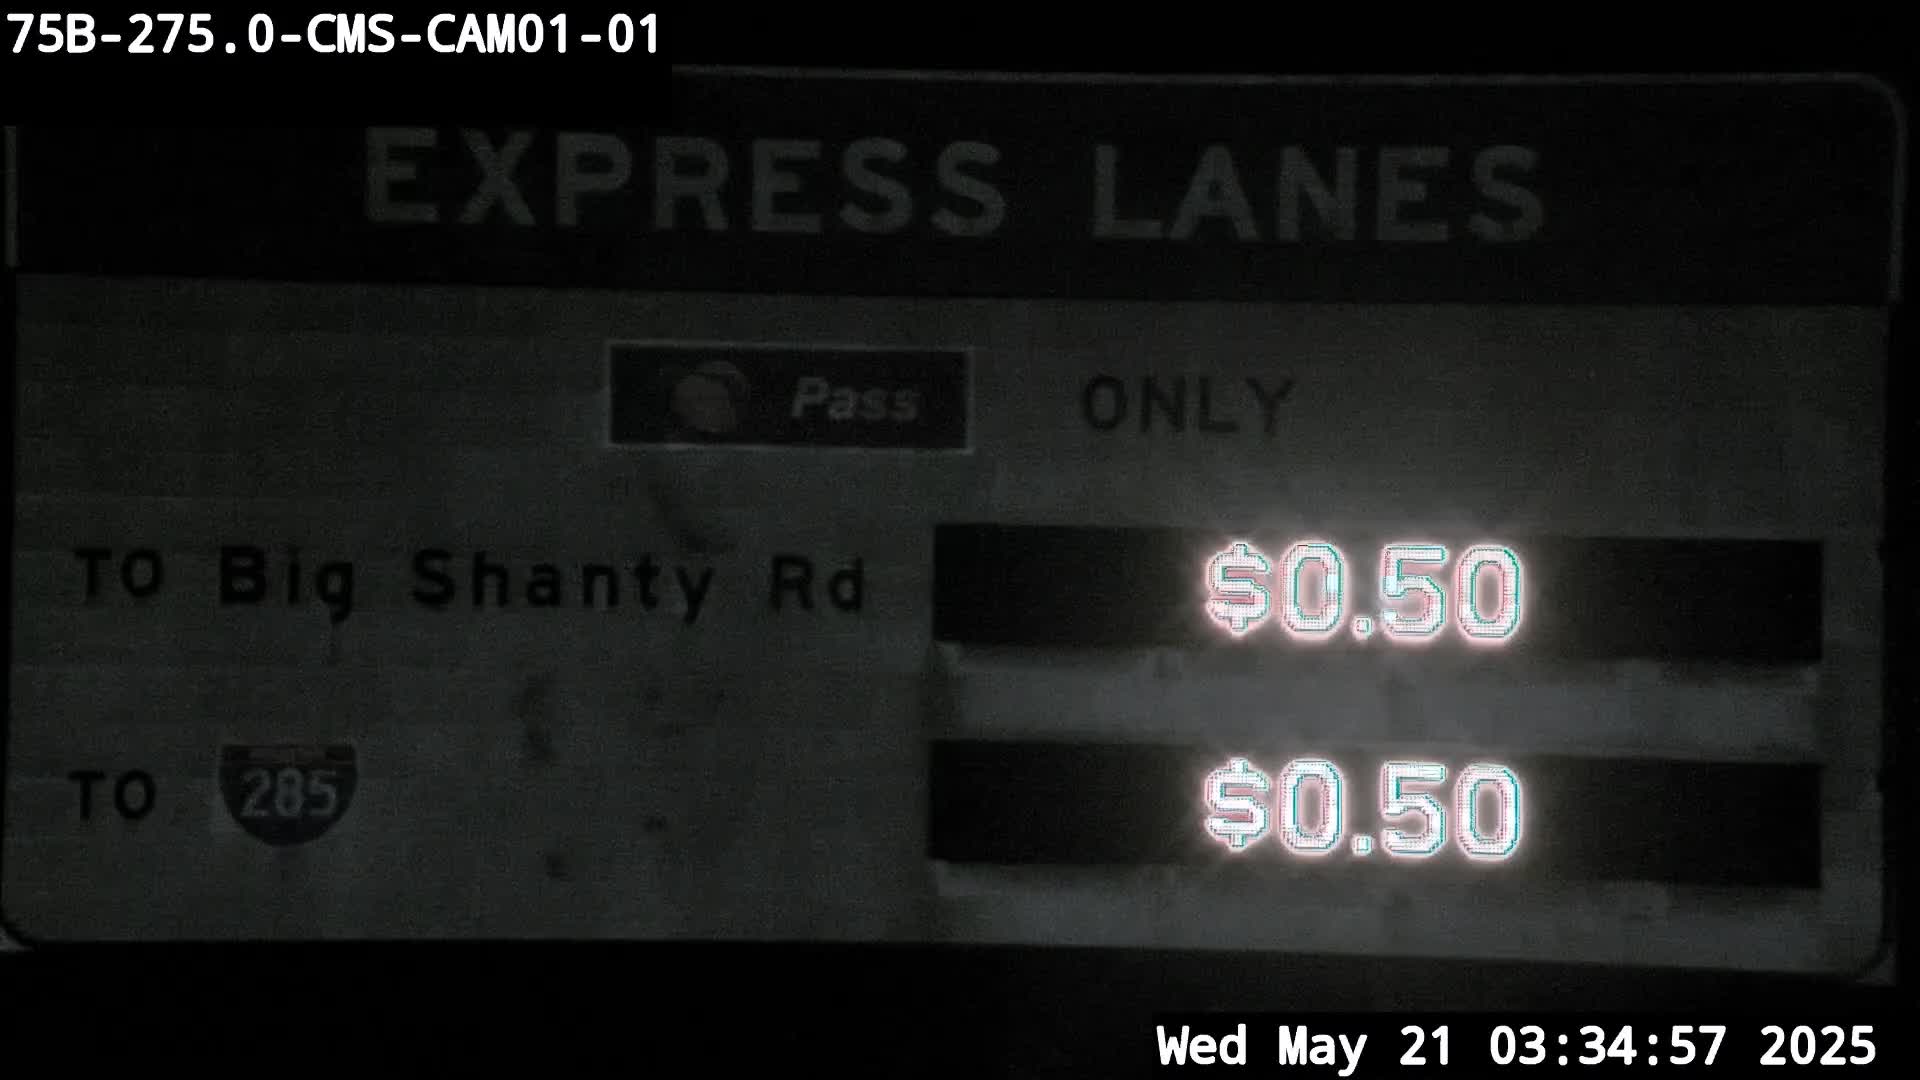 75B-275.0-CMS-CAM01-01
EXPRESS LANES
Pass ONLY
TO Big Shanty Rd $0.50
TO 285 $0.50
Wed May 21 03:34:57 2025